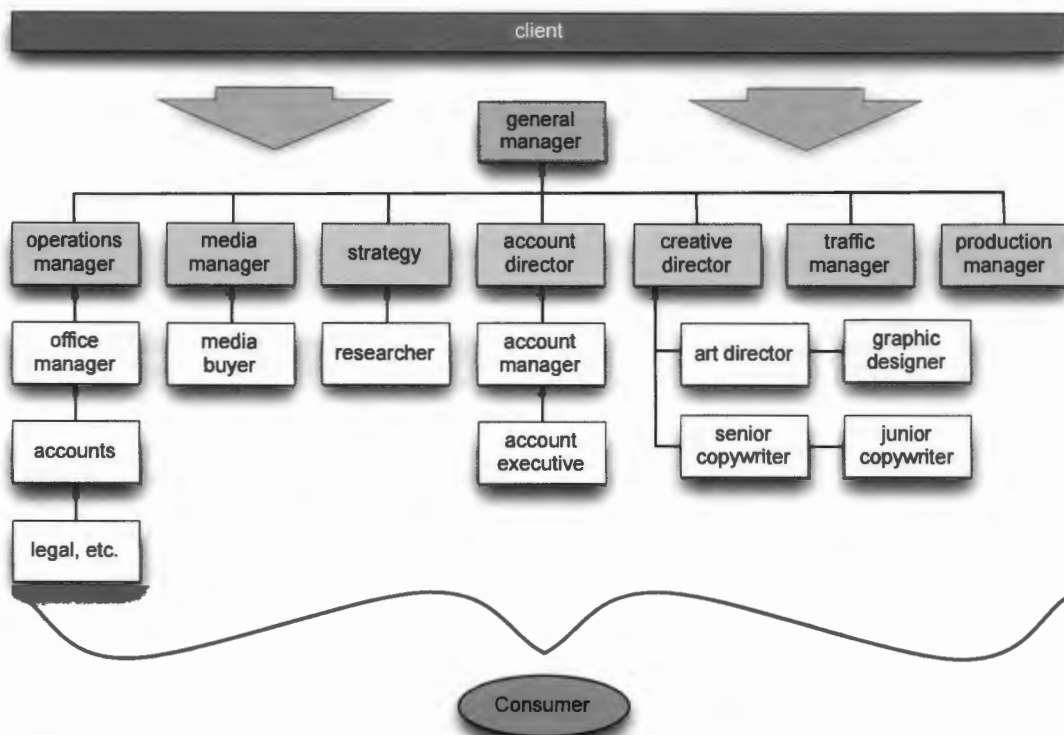 client
general
manager
operations
manager
media
manager
strategy
account
director
creative
director
traffic
manager
production
manager
office
manager
media
buyer
researcher
account
manager
art director
graphic
designer
accounts
account
executive
senior
copywriter
junior
copywriter
legal, etc.
Consumer